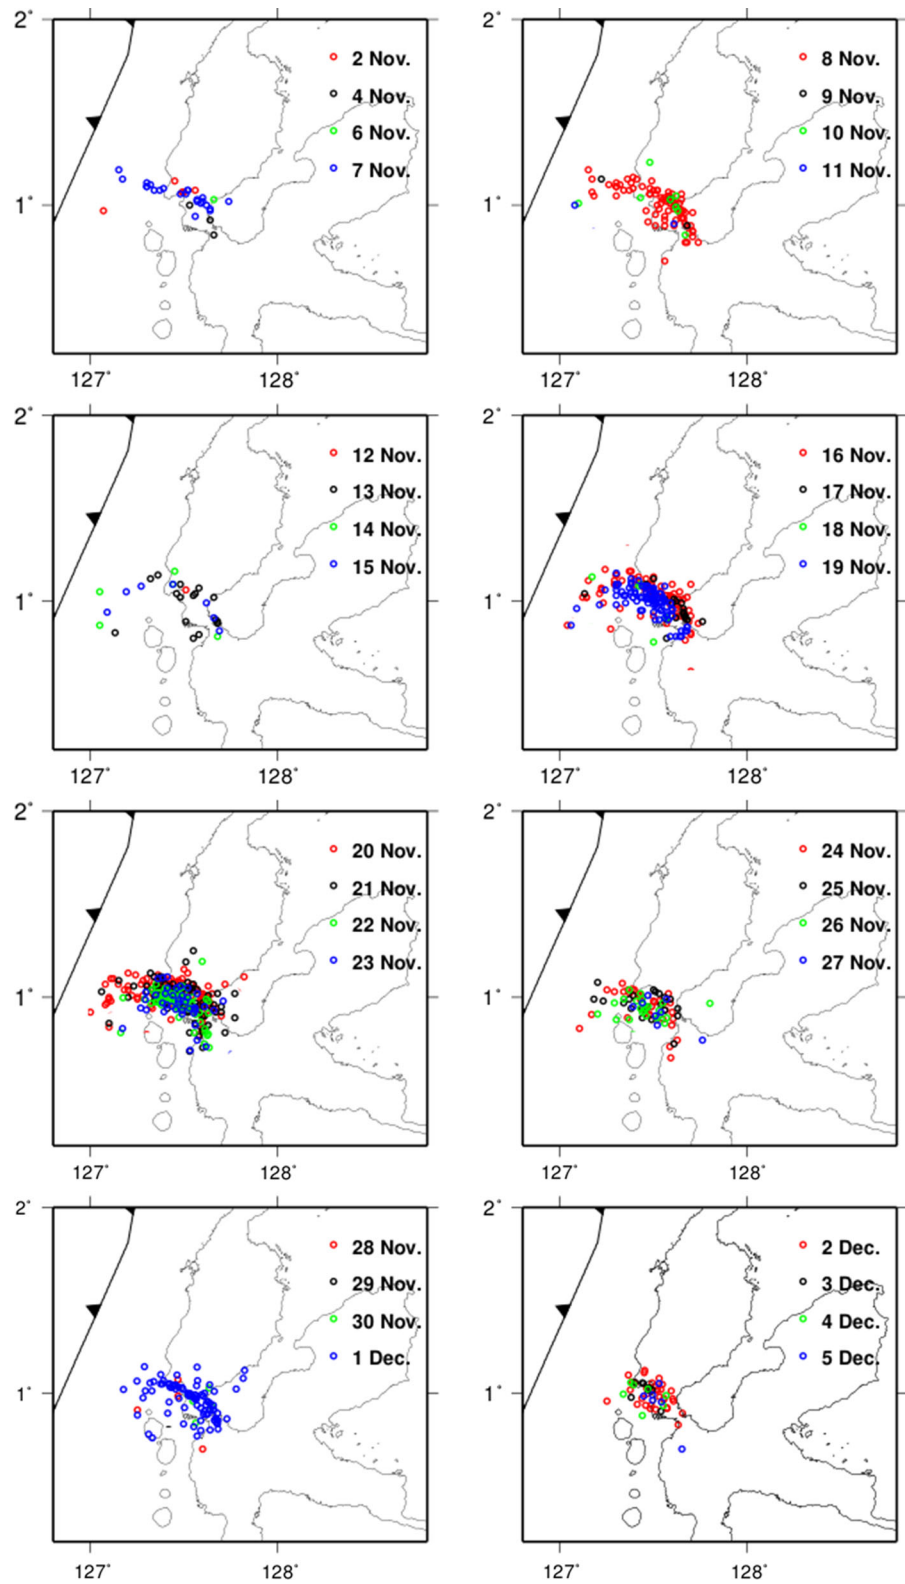 2°
2 Nov.
4 Nov.
6 Nov.
7 Nov.
1°
127°
128°
2°
8 Nov.
9 Nov.
10 Nov.
11 Nov.
1°
127°
128°
2°
12 Nov.
13 Nov.
14 Nov.
15 Nov.
1°
127°
128°
2°
16 Nov.
17 Nov.
18 Nov.
19 Nov.
1°
127°
128°
2°
20 Nov.
21 Nov.
22 Nov.
23 Nov.
1°
127°
128°
2°
24 Nov.
25 Nov.
26 Nov.
27 Nov.
1°
127°
128°
2°
28 Nov.
29 Nov.
30 Nov.
1 Dec.
1°
127°
128°
2°
2 Dec.
3 Dec.
4 Dec.
5 Dec.
1°
127°
128°